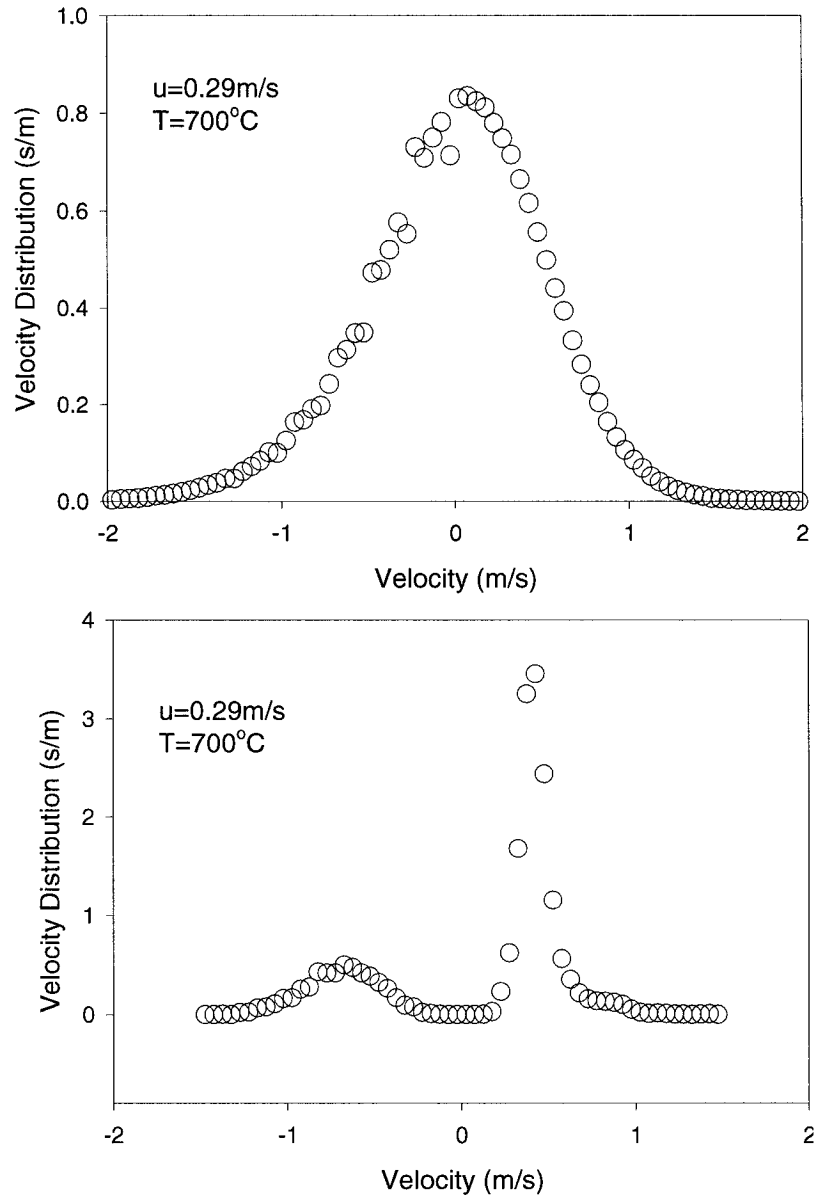 1.0
0.8
0.6
0.4
0.2
0.0
Velocity Distribution (s/m)
u=0.29m/s
T=700°C
-2 -1 0 1 2
Velocity (m/s)
4
3
2
1
0
Velocity Distribution (s/m)
u=0.29m/s
T=700°C
-2 -1 0 1 2
Velocity (m/s)